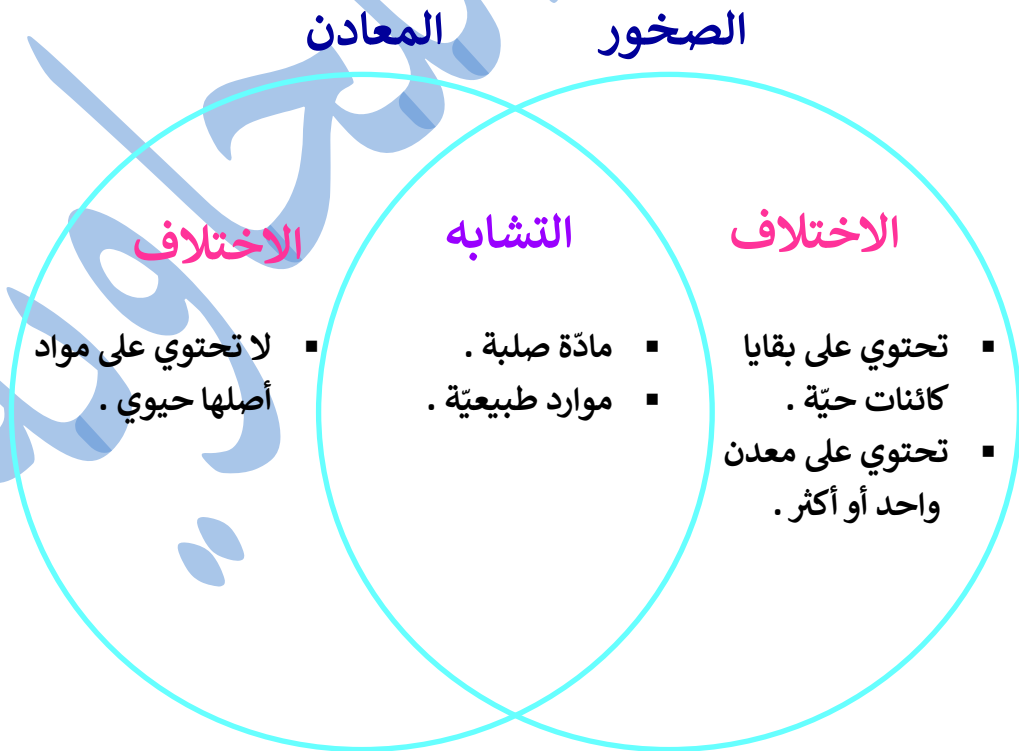 الصخور
المعادن
الاختلاف
▪ تحتوي على بقايا
كائنات حيّة .
▪ تحتوي على معدن
واحد أو أكثر .
التشابه
▪ مادّة صلبة .
▪ موارد طبيعيّة .
الاختلاف
▪ لا تحتوي على مواد
أصلها حيوي .